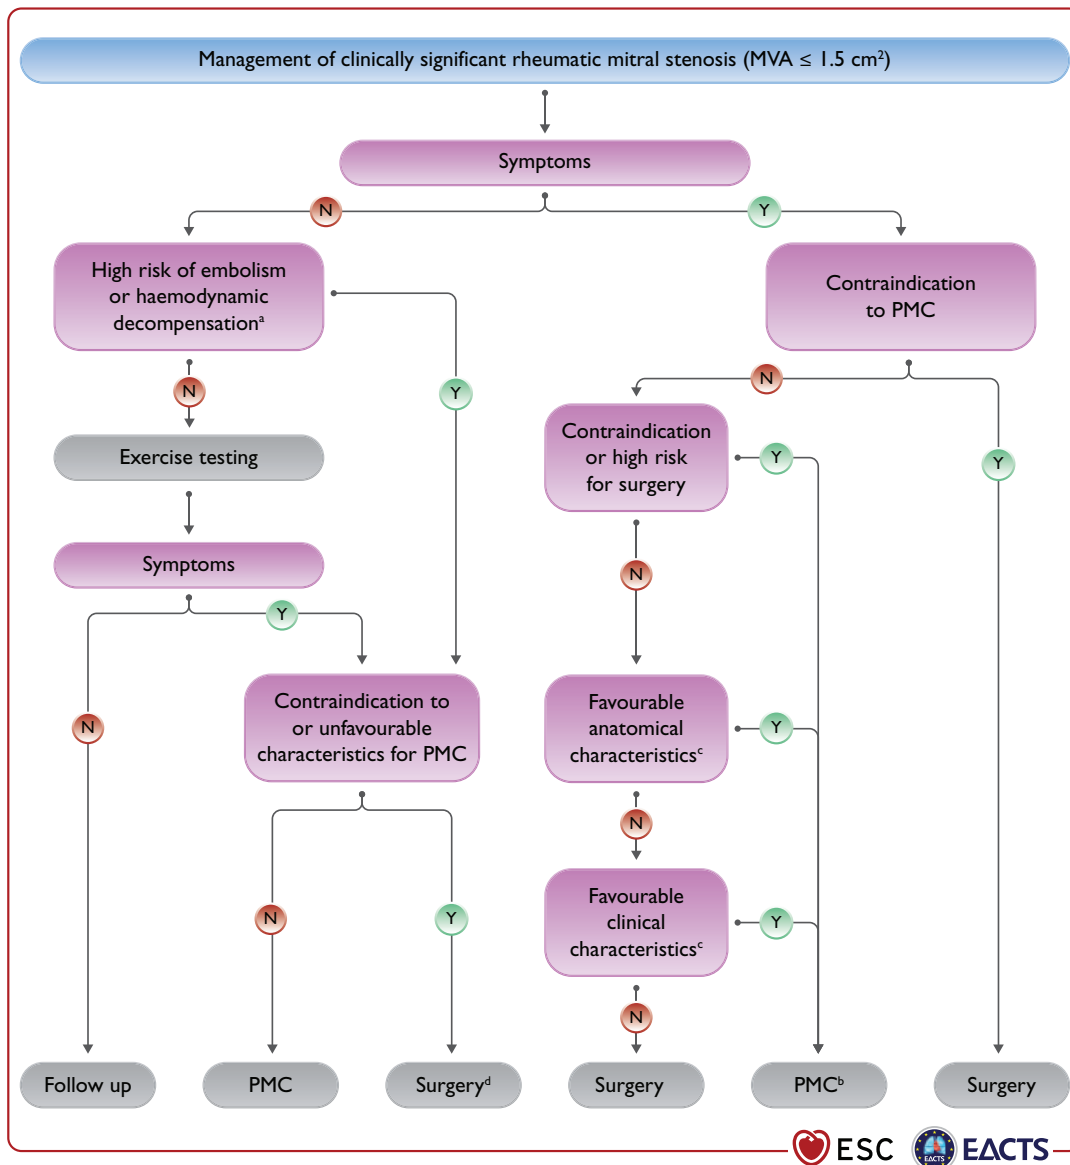 Management of clinically significant rheumatic mitral stenosis (MVA ≤ 1.5 cm²)
Symptoms
N
Y
High risk of embolism
or haemodynamic
decompensationᵃ
Contraindication
to PMC
N
Y
N
Y
Contraindication
or high risk
for surgery
Y
Exercise testing
N
Symptoms
Y
N
Contraindication to
or unfavourable
characteristics for PMC
Favourable
anatomical
characteristicsᶜ
Y
N
N
Y
Favourable
clinical
characteristicsᶜ
Y
N
Follow up
PMC
Surgeryᵈ
Surgery
PMCᵇ
Surgery
ESC
EACTS
EΔCTS